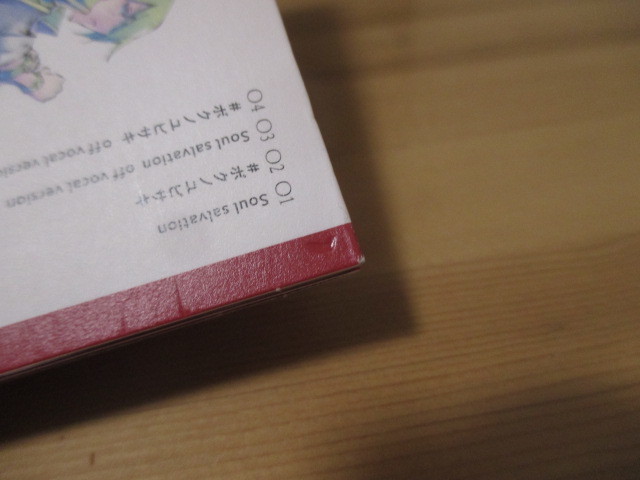 01 Soul salvation
02 #ボクノユビサキ
03 Soul salvation off vocal version
04 #ボクノユビサキ off vocal versi